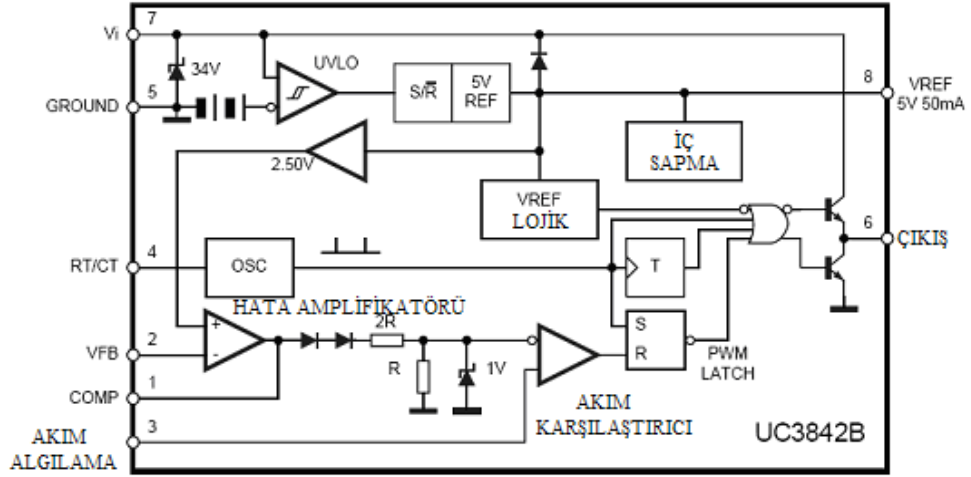 7
Vi
34V
UVLO
5
GROUND
S/R̅
5V
REF
8
VREF
5V 50mA
2.50V
İÇ
SAPMA
VREF
LOJİK
6
ÇIKIŞ
4
RT/CT
OSC
T
HATA AMPLİFİKATÖRÜ
2R
+
-
2
VFB
R
1V
S
R
PWM
LATCH
1
COMP
AKIM
KARŞILAŞTIRICI
3
AKIM
ALGILAMA
UC3842B